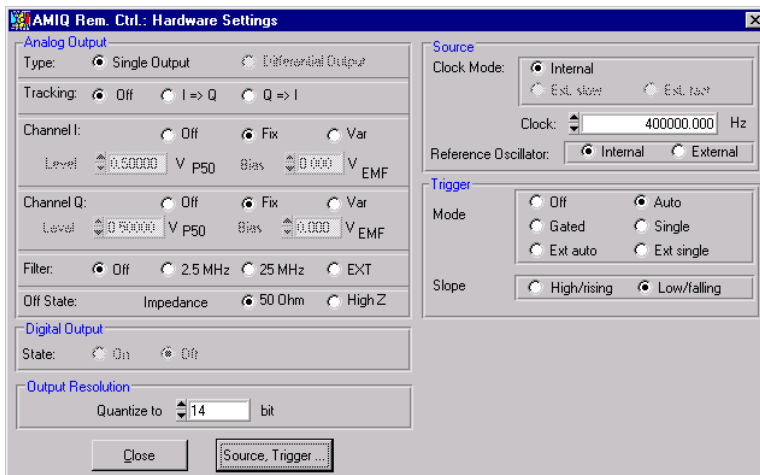 AMIQ Rem. Ctrl.: Hardware Settings
Analog Output
Type: Single Output Differential Output
Tracking: Off I => Q Q => I
Channel I: Off Fix Var
Level 0.50000 V P50 Bias 0.000 V EMF
Channel Q: Off Fix Var
Level 0.50000 V P50 Bias 0.000 V EMF
Filter: Off 2.5 MHz 25 MHz EXT
Off State: Impedance 50 Ohm High Z
Digital Output
State: On Off
Output Resolution
Quantize to 14 bit
Close Source, Trigger ...
Source
Clock Mode: Internal
Ext. slow Ext. fast
Clock: 400000.000 Hz
Reference Oscillator: Internal External
Trigger
Mode Off Auto
Gated Single
Ext auto Ext single
Slope High/rising Low/falling